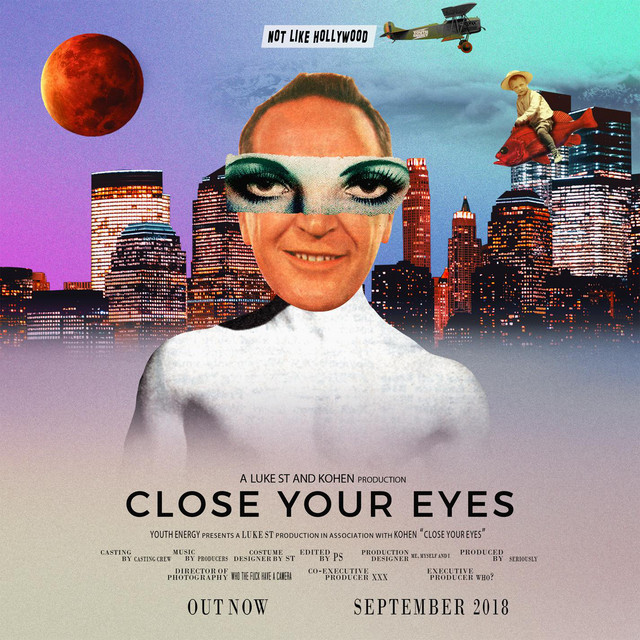 NOT LIKE HOLLYWOOD
YOUTH ENERGY
A LUKE ST AND KOHEN PRODUCTION
CLOSE YOUR EYES
YOUTH ENERGY PRESENTS A LUKE ST PRODUCTION IN ASSOCIATION WITH KOHEN "CLOSE YOUR EYES"
CASTING BY CASTING CREW MUSIC BY PRODUCERS COSTUME DESIGNER BY ST EDITED BY PS PRODUCTION DESIGNER ME, MYSELF AND I PRODUCED BY SERIOUSLY
DIRECTOR OF PHOTOGRAPHY WHO THE FUCK HAVE A CAMERA CO-EXECUTIVE PRODUCER XXX EXECUTIVE PRODUCER WHO?
OUT NOW SEPTEMBER 2018